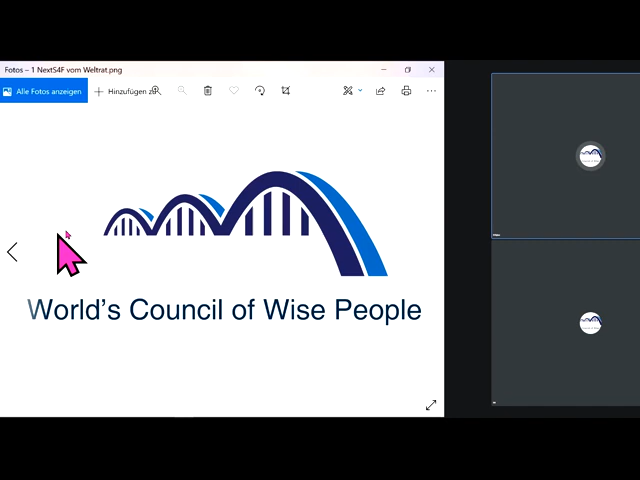 Fotos – 1 NextS4F vom Weltrat.png
Alle Fotos anzeigen
Hinzufügen zu
World's Council of Wise People